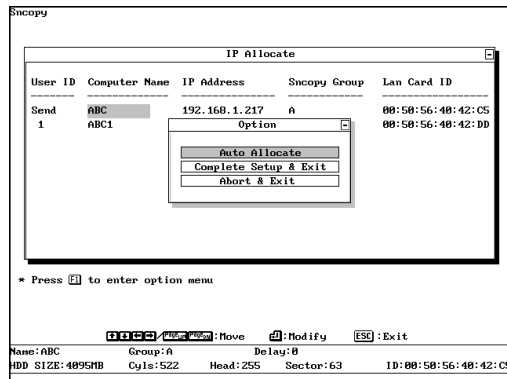 Sncopy
IP Allocate
User ID Computer Name IP Address Sncopy Group Lan Card ID
Send ABC 192.168.1.217 A 00:50:56:40:42:C5
1 ABC1 00:50:56:40:42:DD
Option
Auto Allocate
Complete Setup & Exit
Abort & Exit
* Press F1 to enter option menu
/ :Move :Modify ESC :Exit
Name:ABC Group:A Delay:0
HDD SIZE:4095MB Cyls:522 Head:255 Sector:63 ID:00:50:56:40:42:C5